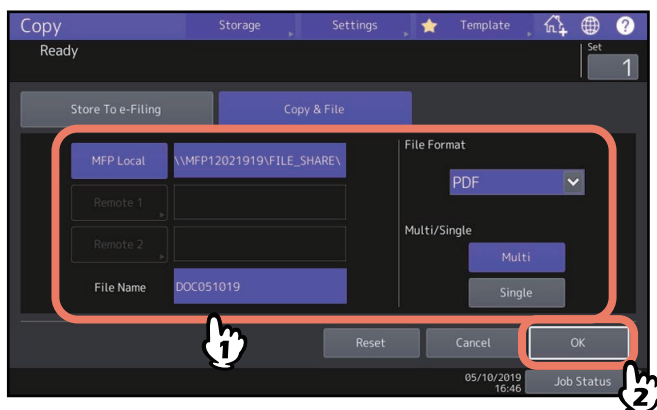 Copy Storage Settings Template ?
Ready Set
1
Store To e-Filing Copy & File
MFP Local \\MFP12021919\FILE_SHARE\ File Format
PDF
Remote 1
Remote 2 Multi/Single
Multi
File Name DOC051019 Single
1
Reset Cancel OK
05/10/2019 Job Status
16:46
2